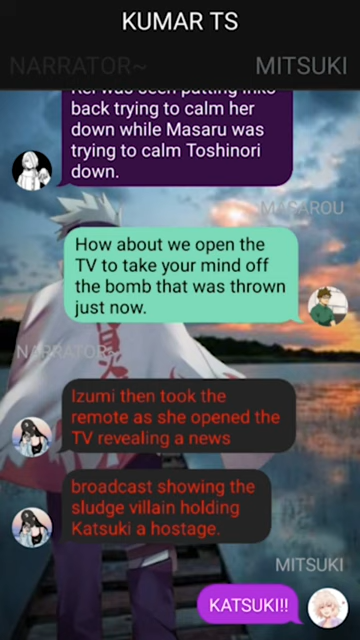 KUMAR TS
NARRATOR~
MITSUKI
back trying to calm her
down while Masaru was
trying to calm Toshinori
down.
MASAROU
How about we open the
TV to take your mind off
the bomb that was thrown
just now.
NARRATOR~
Izumi then took the
remote as she opened the
TV revealing a news
broadcast showing the
sludge villain holding
Katsuki a hostage.
MITSUKI
KATSUKI!!